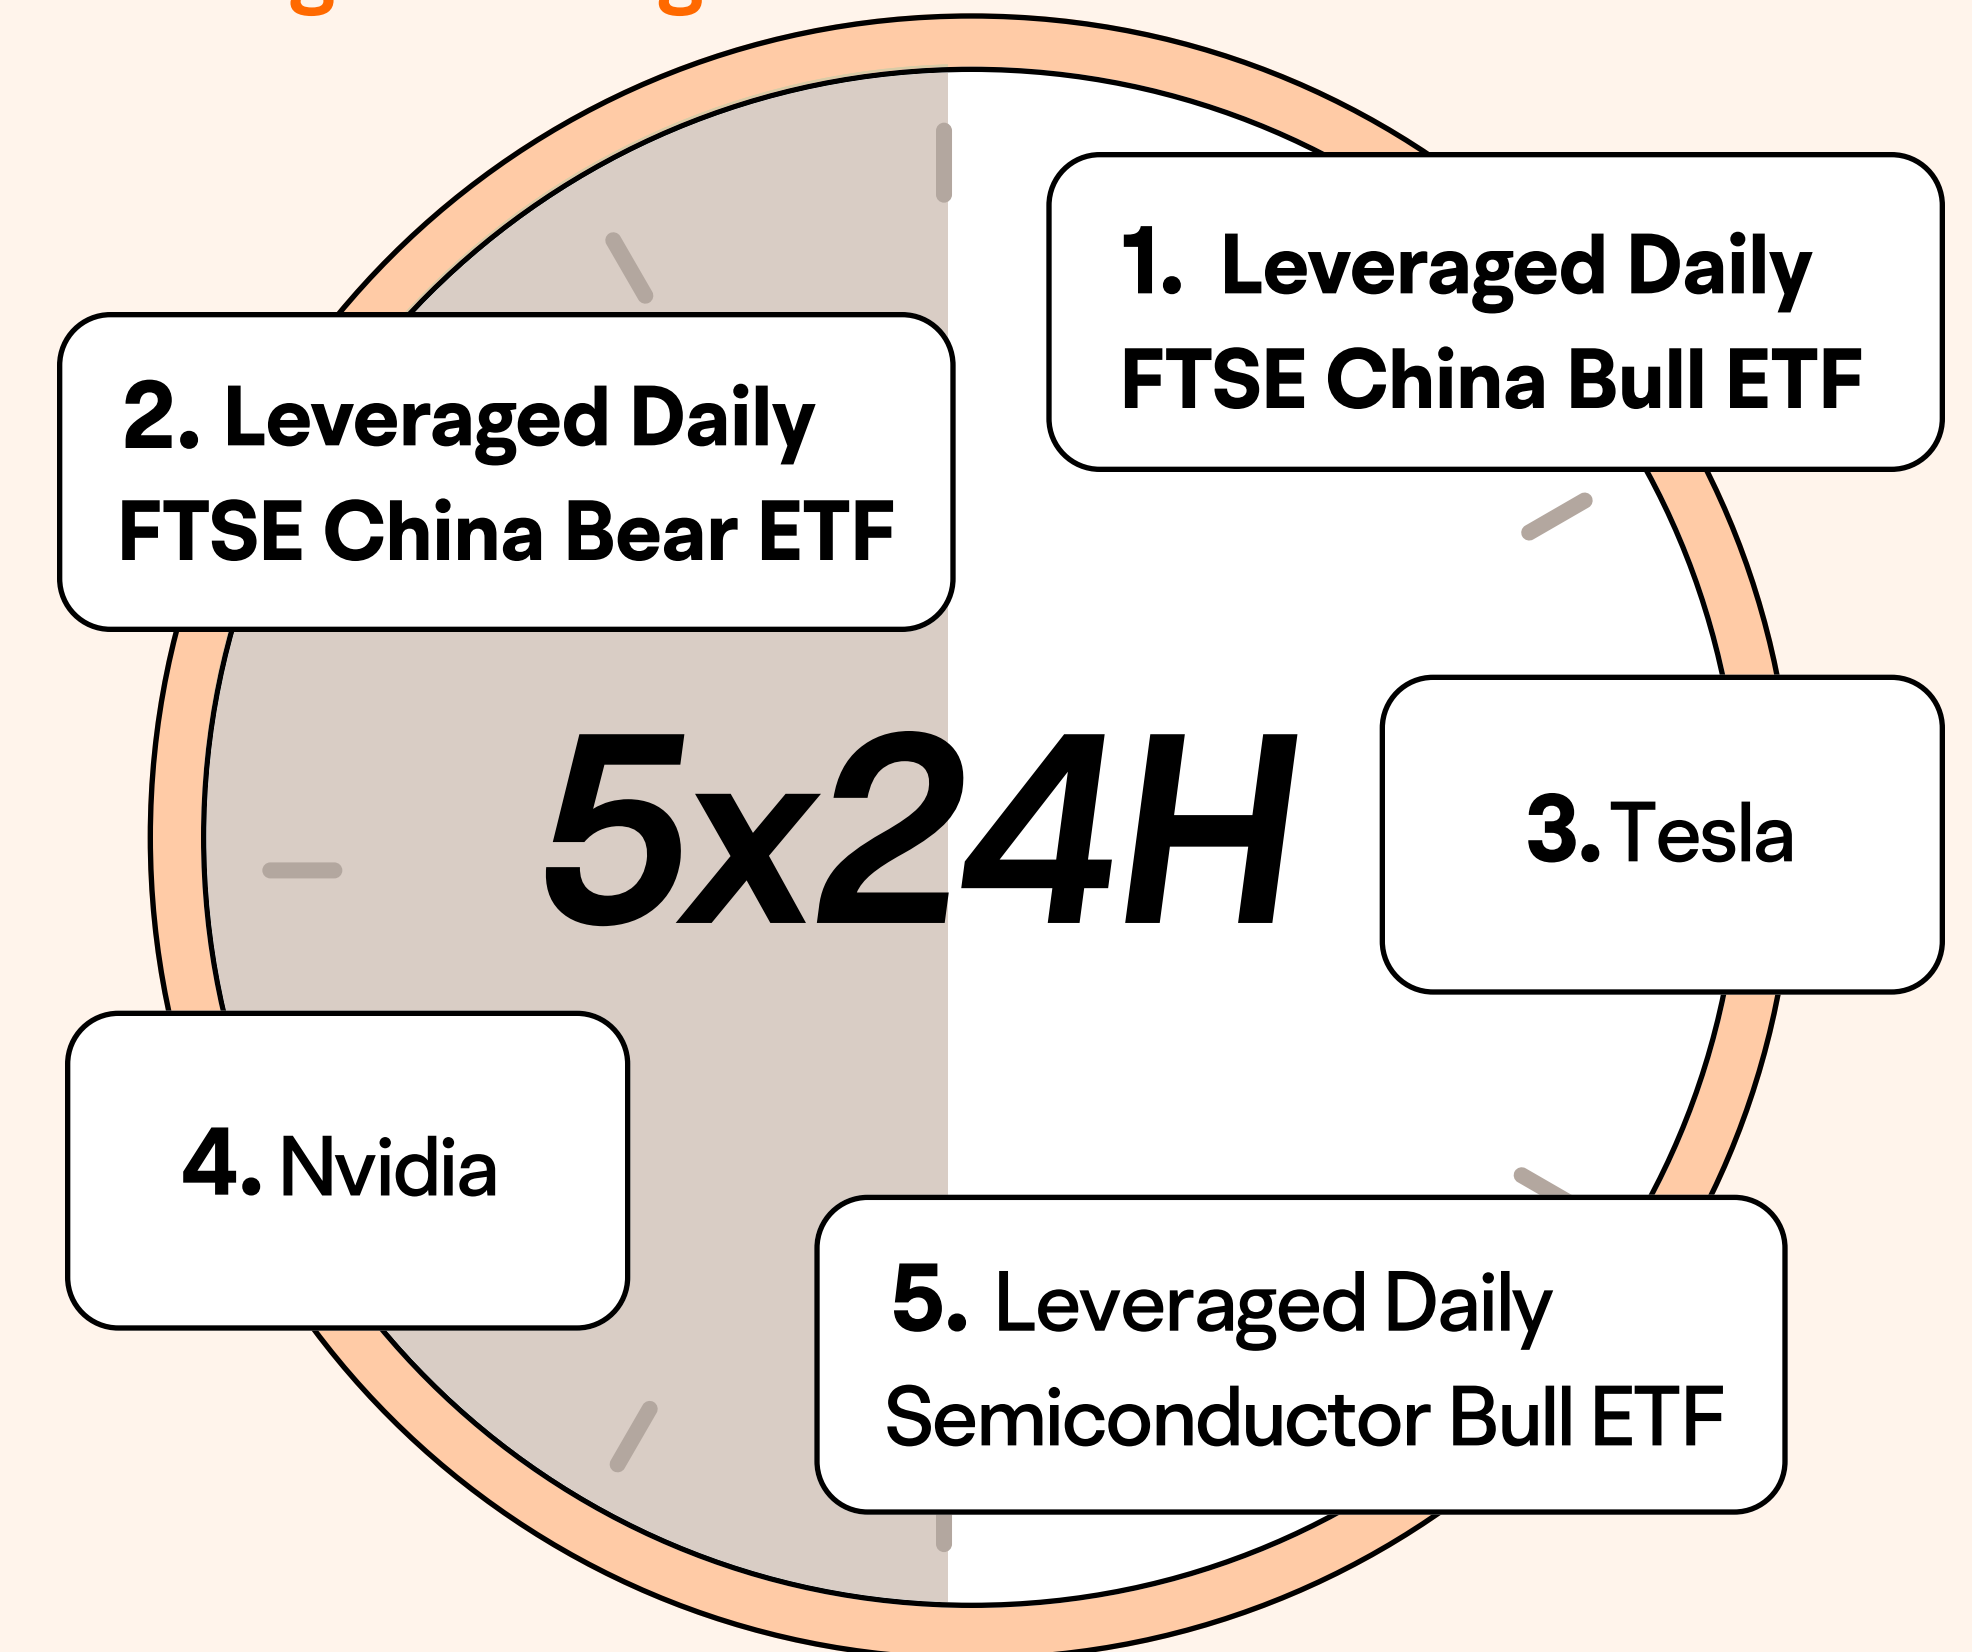 1. Leveraged Daily
FTSE China Bull ETF
2. Leveraged Daily
FTSE China Bear ETF
5x24H
3. Tesla
4. Nvidia
5. Leveraged Daily
Semiconductor Bull ETF